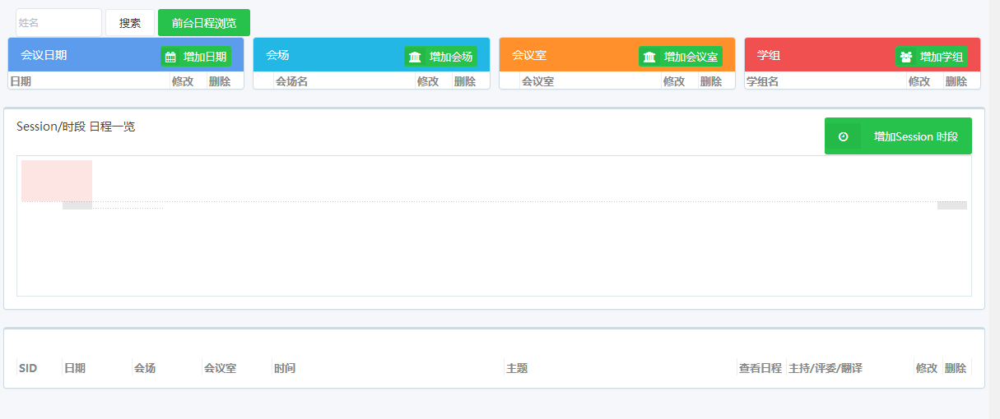 姓名 搜索 前台日程浏览
会议日期 增加日期 会场 增加会场 会议室 增加会议室 学组 增加学组
日期 修改 删除 会场名 修改 删除 会议室 修改 删除 学组名 修改 删除
Session/时段 日程一览 增加Session 时段
SID 日期 会场 会议室 时间 主题 查看日程 主持/评委/翻译 修改 删除